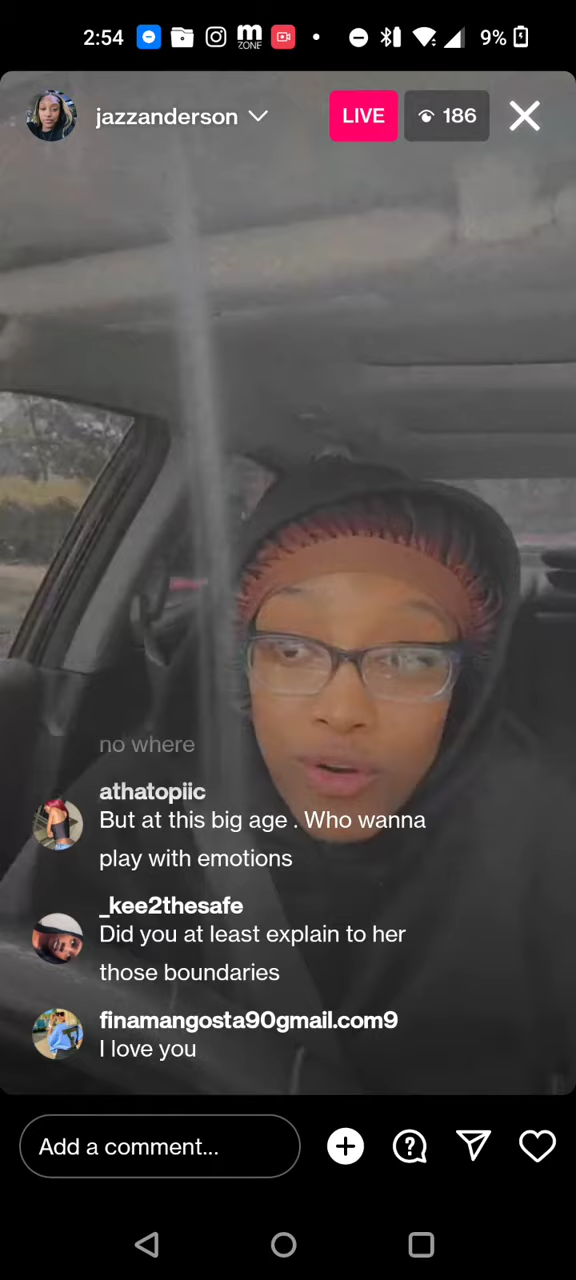 2:54
m
ZONE
9%
jazzanderson
LIVE
186
no where
athatopiic
But at this big age . Who wanna
play with emotions
_kee2thesafe
Did you at least explain to her
those boundaries
finamangosta90gmail.com9
I love you
Add a comment...